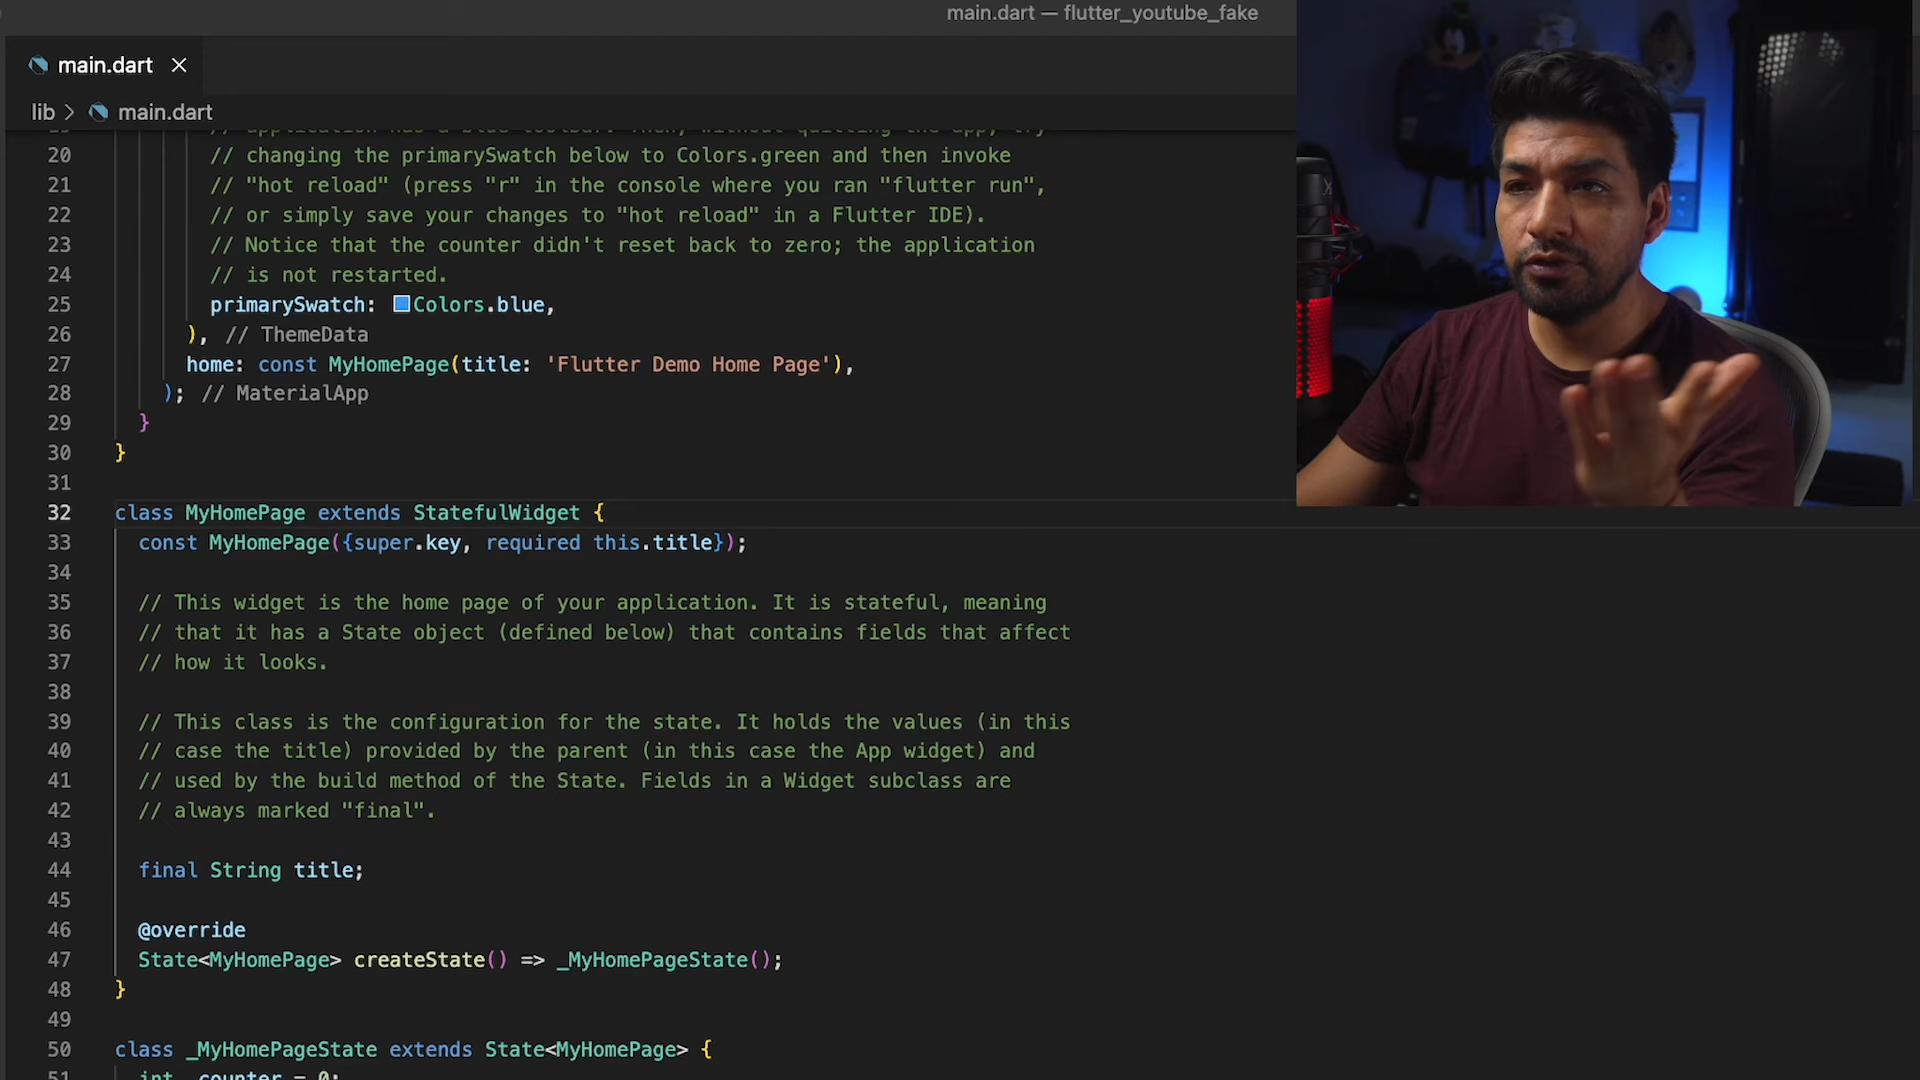 main.dart — flutter_youtube_fake
main.dart
lib > main.dart
20 // changing the primarySwatch below to Colors.green and then invoke
21 // "hot reload" (press "r" in the console where you ran "flutter run",
22 // or simply save your changes to "hot reload" in a Flutter IDE).
23 // Notice that the counter didn't reset back to zero; the application
24 // is not restarted.
25 primarySwatch: Colors.blue,
26 ), // ThemeData
27 home: const MyHomePage(title: 'Flutter Demo Home Page'),
28 ); // MaterialApp
29 }
30 }
31
32 class MyHomePage extends StatefulWidget {
33 const MyHomePage({super.key, required this.title});
34
35 // This widget is the home page of your application. It is stateful, meaning
36 // that it has a State object (defined below) that contains fields that affect
37 // how it looks.
38
39 // This class is the configuration for the state. It holds the values (in this
40 // case the title) provided by the parent (in this case the App widget) and
41 // used by the build method of the State. Fields in a Widget subclass are
42 // always marked "final".
43
44 final String title;
45
46 @override
47 State<MyHomePage> createState() => _MyHomePageState();
48 }
49
50 class _MyHomePageState extends State<MyHomePage> {
51 int _counter = 0;